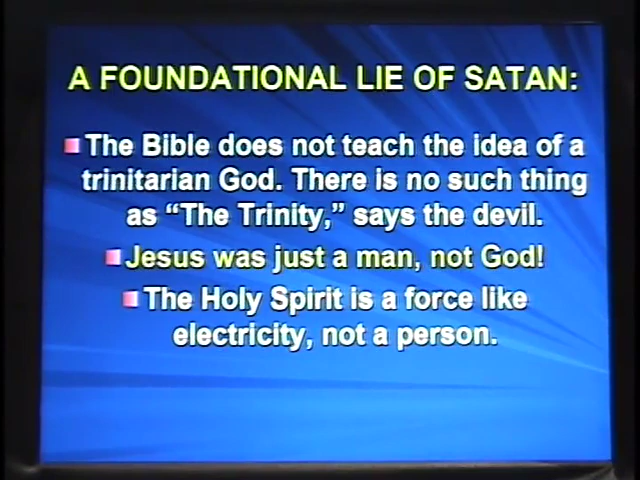 A FOUNDATIONAL LIE OF SATAN:
The Bible does not teach the idea of a
trinitarian God. There is no such thing
as “The Trinity,” says the devil.
Jesus was just a man, not God!
The Holy Spirit is a force like
electricity, not a person.